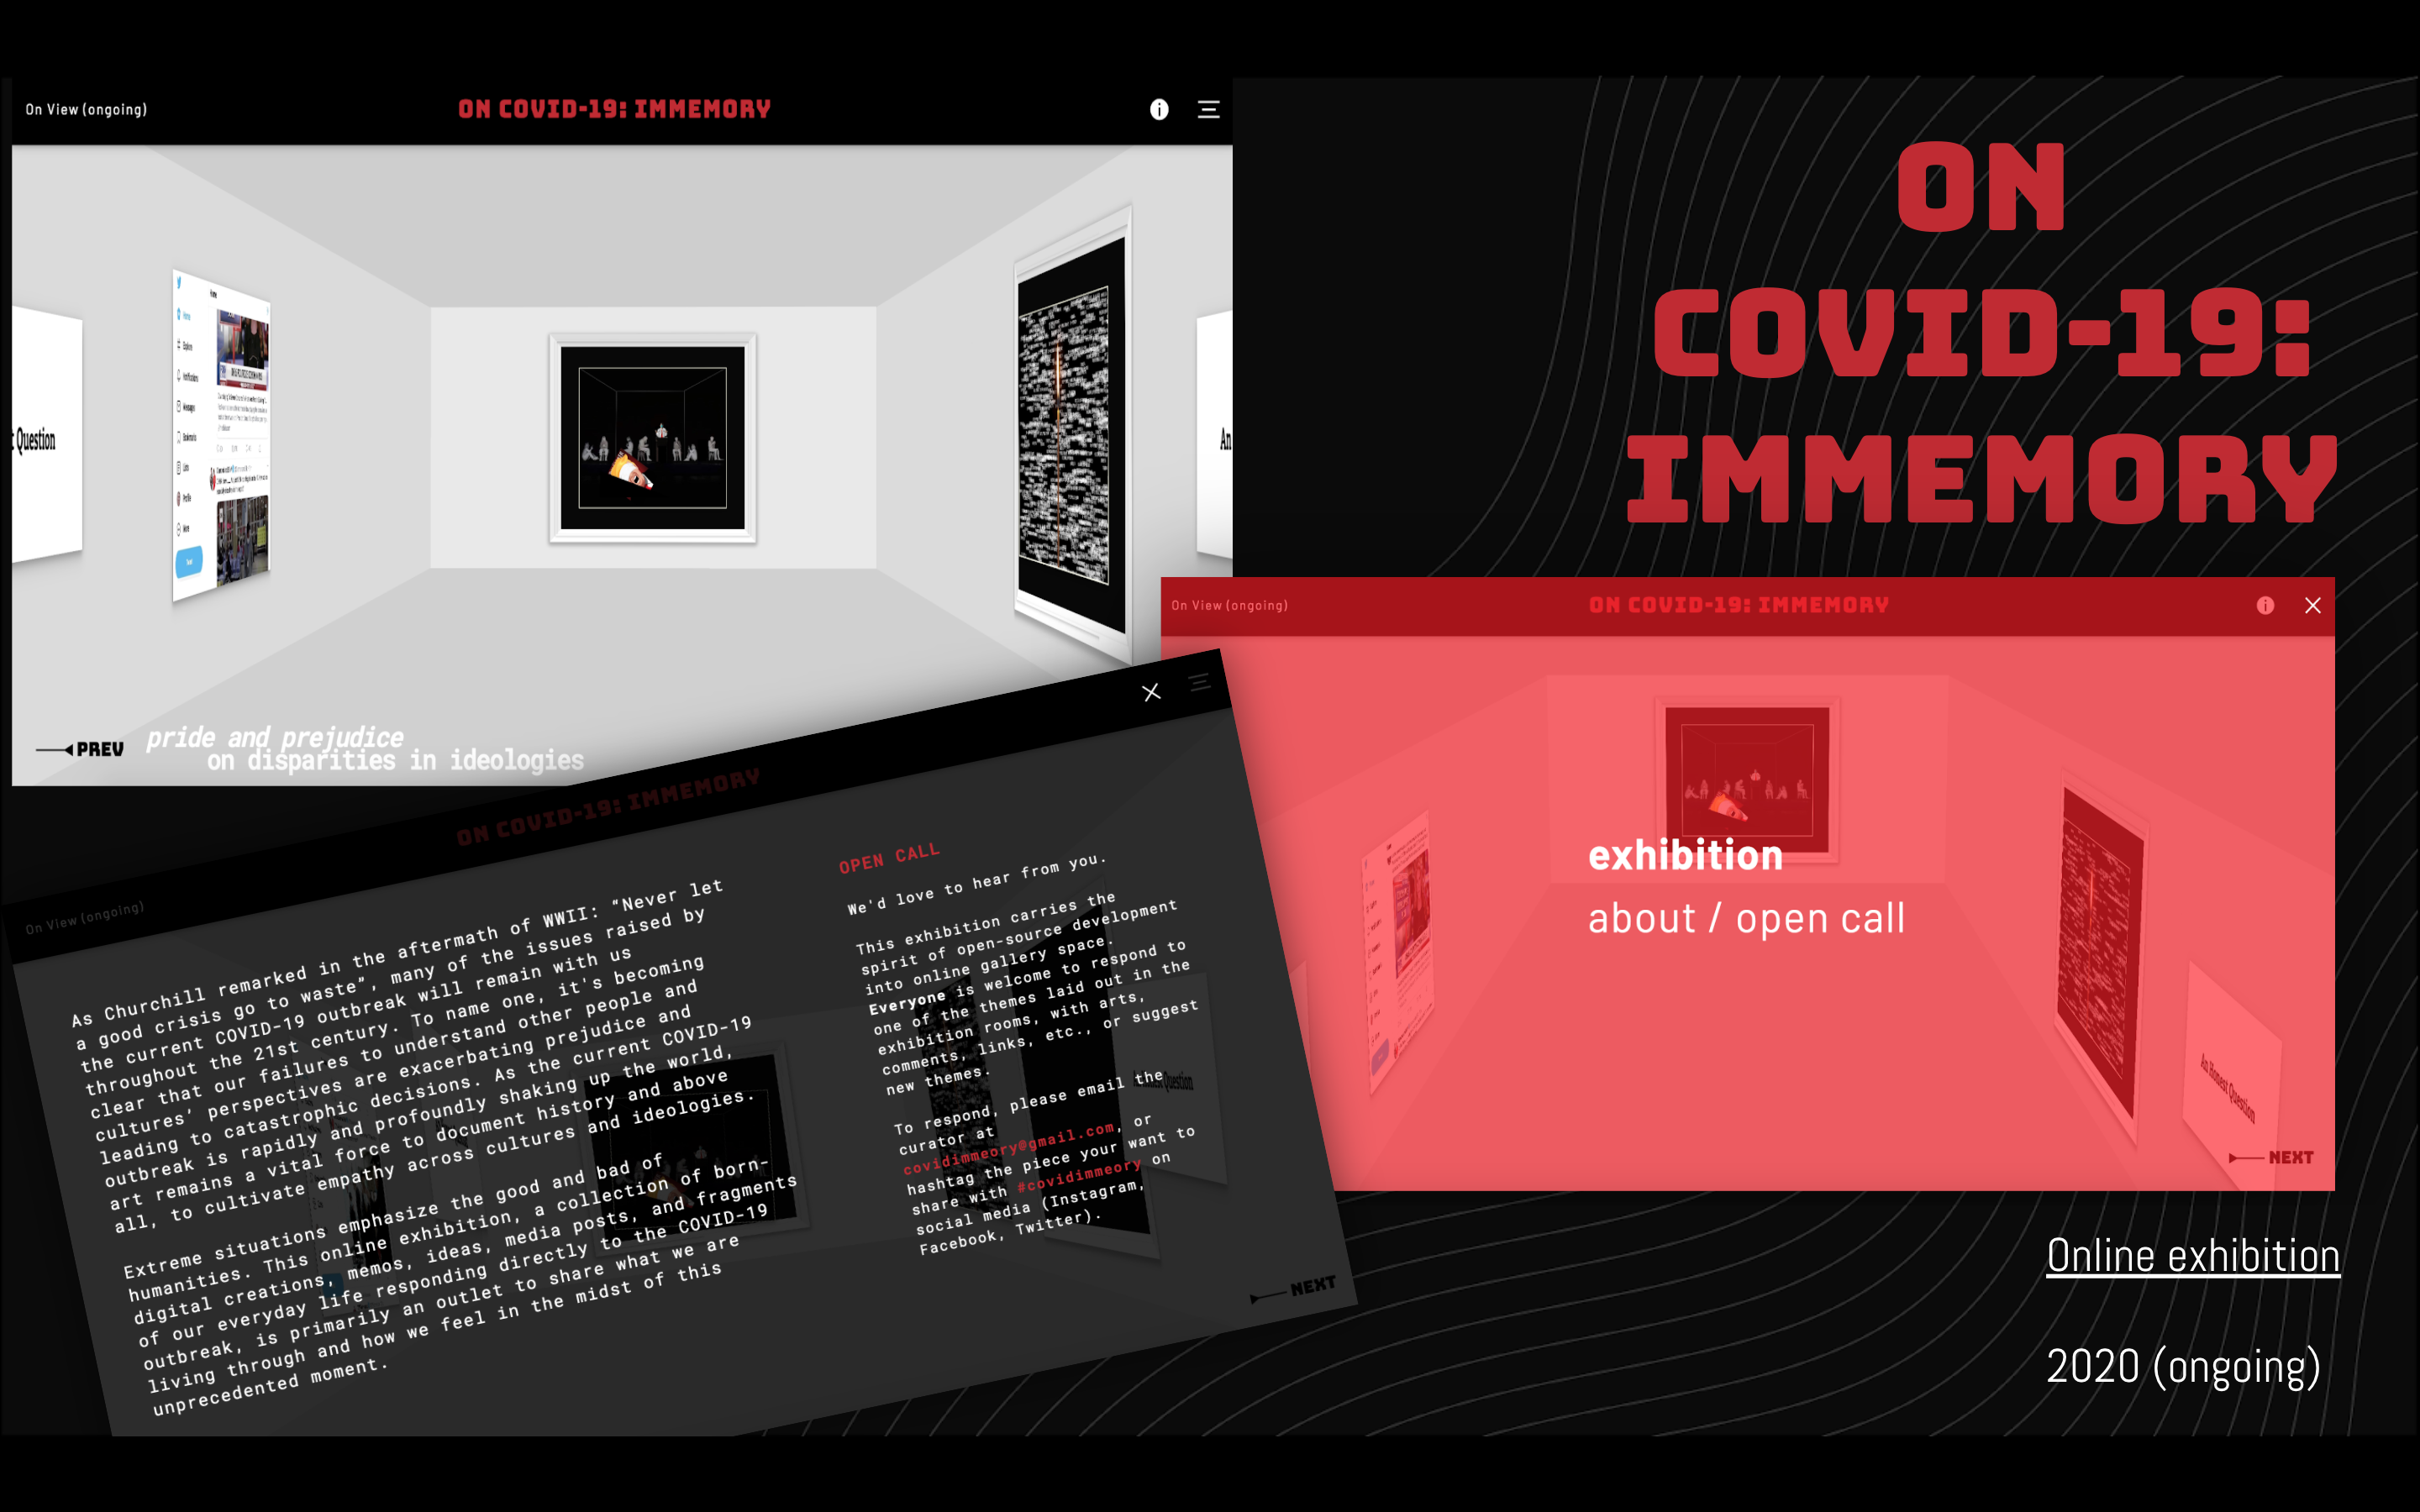 On View (ongoing)
ON COVID-19: IMMEMORY
Home
Home
Explore
Notifications
Messages
Bookmarks
Lists
Profile
More
Tweet
t Question
An
PREV
pride and prejudice
on disparities in ideologies
ON
COVID-19:
IMMEMORY
On View (ongoing)
ON COVID-19: IMMEMORY
exhibition
about / open call
An Honest Question
NEXT
On View (ongoing)
ON COVID-19: IMMEMORY
As Churchill remarked in the aftermath of WWII: “Never let
a good crisis go to waste”, many of the issues raised by
the current COVID-19 outbreak will remain with us
throughout the 21st century. To name one, it's becoming
clear that our failures to understand other people and
cultures’ perspectives are exacerbating prejudice and
leading to catastrophic decisions. As the current COVID-19
outbreak is rapidly and profoundly shaking up the world,
art remains a vital force to document history and above
all, to cultivate empathy across cultures and ideologies.
Extreme situations emphasize the good and bad of
humanities. This online exhibition, a collection of born-
digital creations, memos, ideas, media posts, and fragments
of our everyday life responding directly to the COVID-19
outbreak, is primarily an outlet to share what we are
living through and how we feel in the midst of this
unprecedented moment.
OPEN CALL
We'd love to hear from you.
This exhibition carries the
spirit of open-source development
into online gallery space.
Everyone is welcome to respond to
one of the themes laid out in the
exhibition rooms, with arts,
comments, links, etc., or suggest
new themes.
To respond, please email the
curator at
covidimmeory@gmail.com, or
hashtag the piece your want to
share with #covidimmeory on
social media (Instagram,
Facebook, Twitter).
Question
NEXT
Online exhibition
2020 (ongoing)